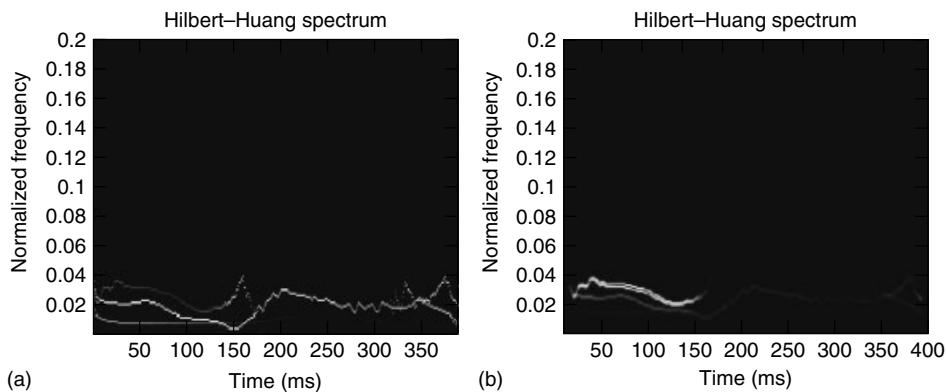 Hilbert–Huang spectrum
Normalized frequency
0.2
0.18
0.16
0.14
0.12
0.1
0.08
0.06
0.04
0.02
50 100 150 200 250 300 350
Time (ms)
(a)
Hilbert–Huang spectrum
Normalized frequency
0.2
0.18
0.16
0.14
0.12
0.1
0.08
0.06
0.04
0.02
50 100 150 200 250 300 350 400
Time (ms)
(b)